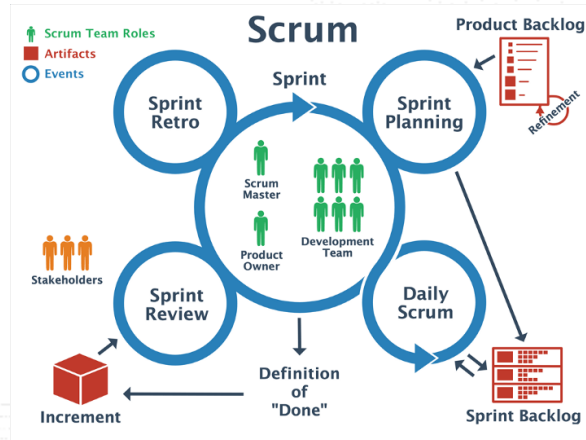 Scrum
Scrum Team Roles
Artifacts
Events
Product Backlog
Refinement
Sprint
Sprint
Retro
Sprint
Planning
Scrum
Master
Product
Owner
Development
Team
Stakeholders
Sprint
Review
Daily
Scrum
Definition
of
"Done"
Increment
Sprint Backlog